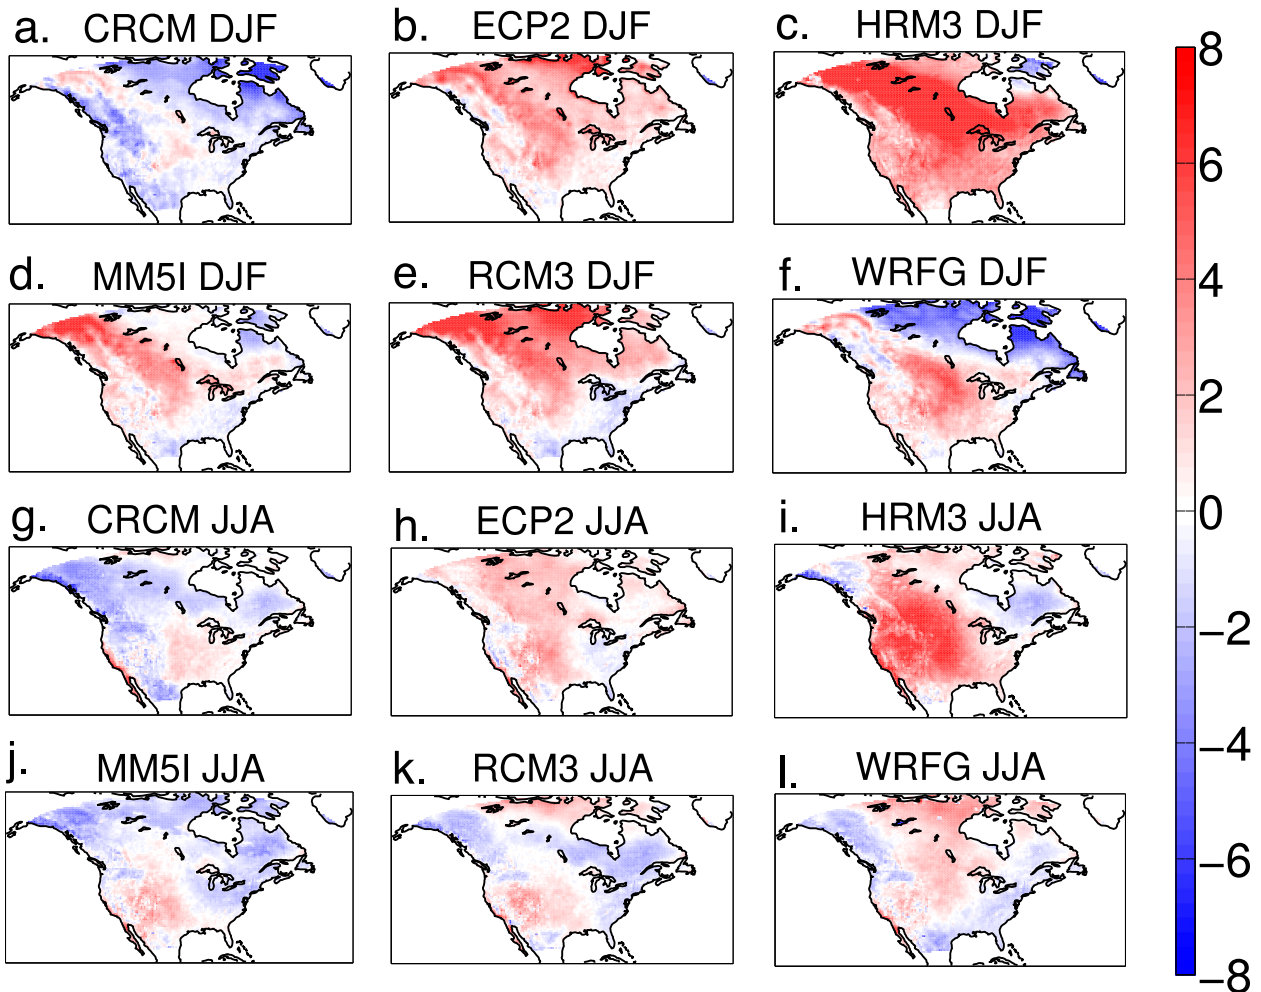 a. CRCM DJF
b. ECP2 DJF
c. HRM3 DJF
d. MM5I DJF
e. RCM3 DJF
f. WRFG DJF
g. CRCM JJA
h. ECP2 JJA
i. HRM3 JJA
j. MM5I JJA
k. RCM3 JJA
l. WRFG JJA
8
6
4
2
0
−2
−4
−6
−8